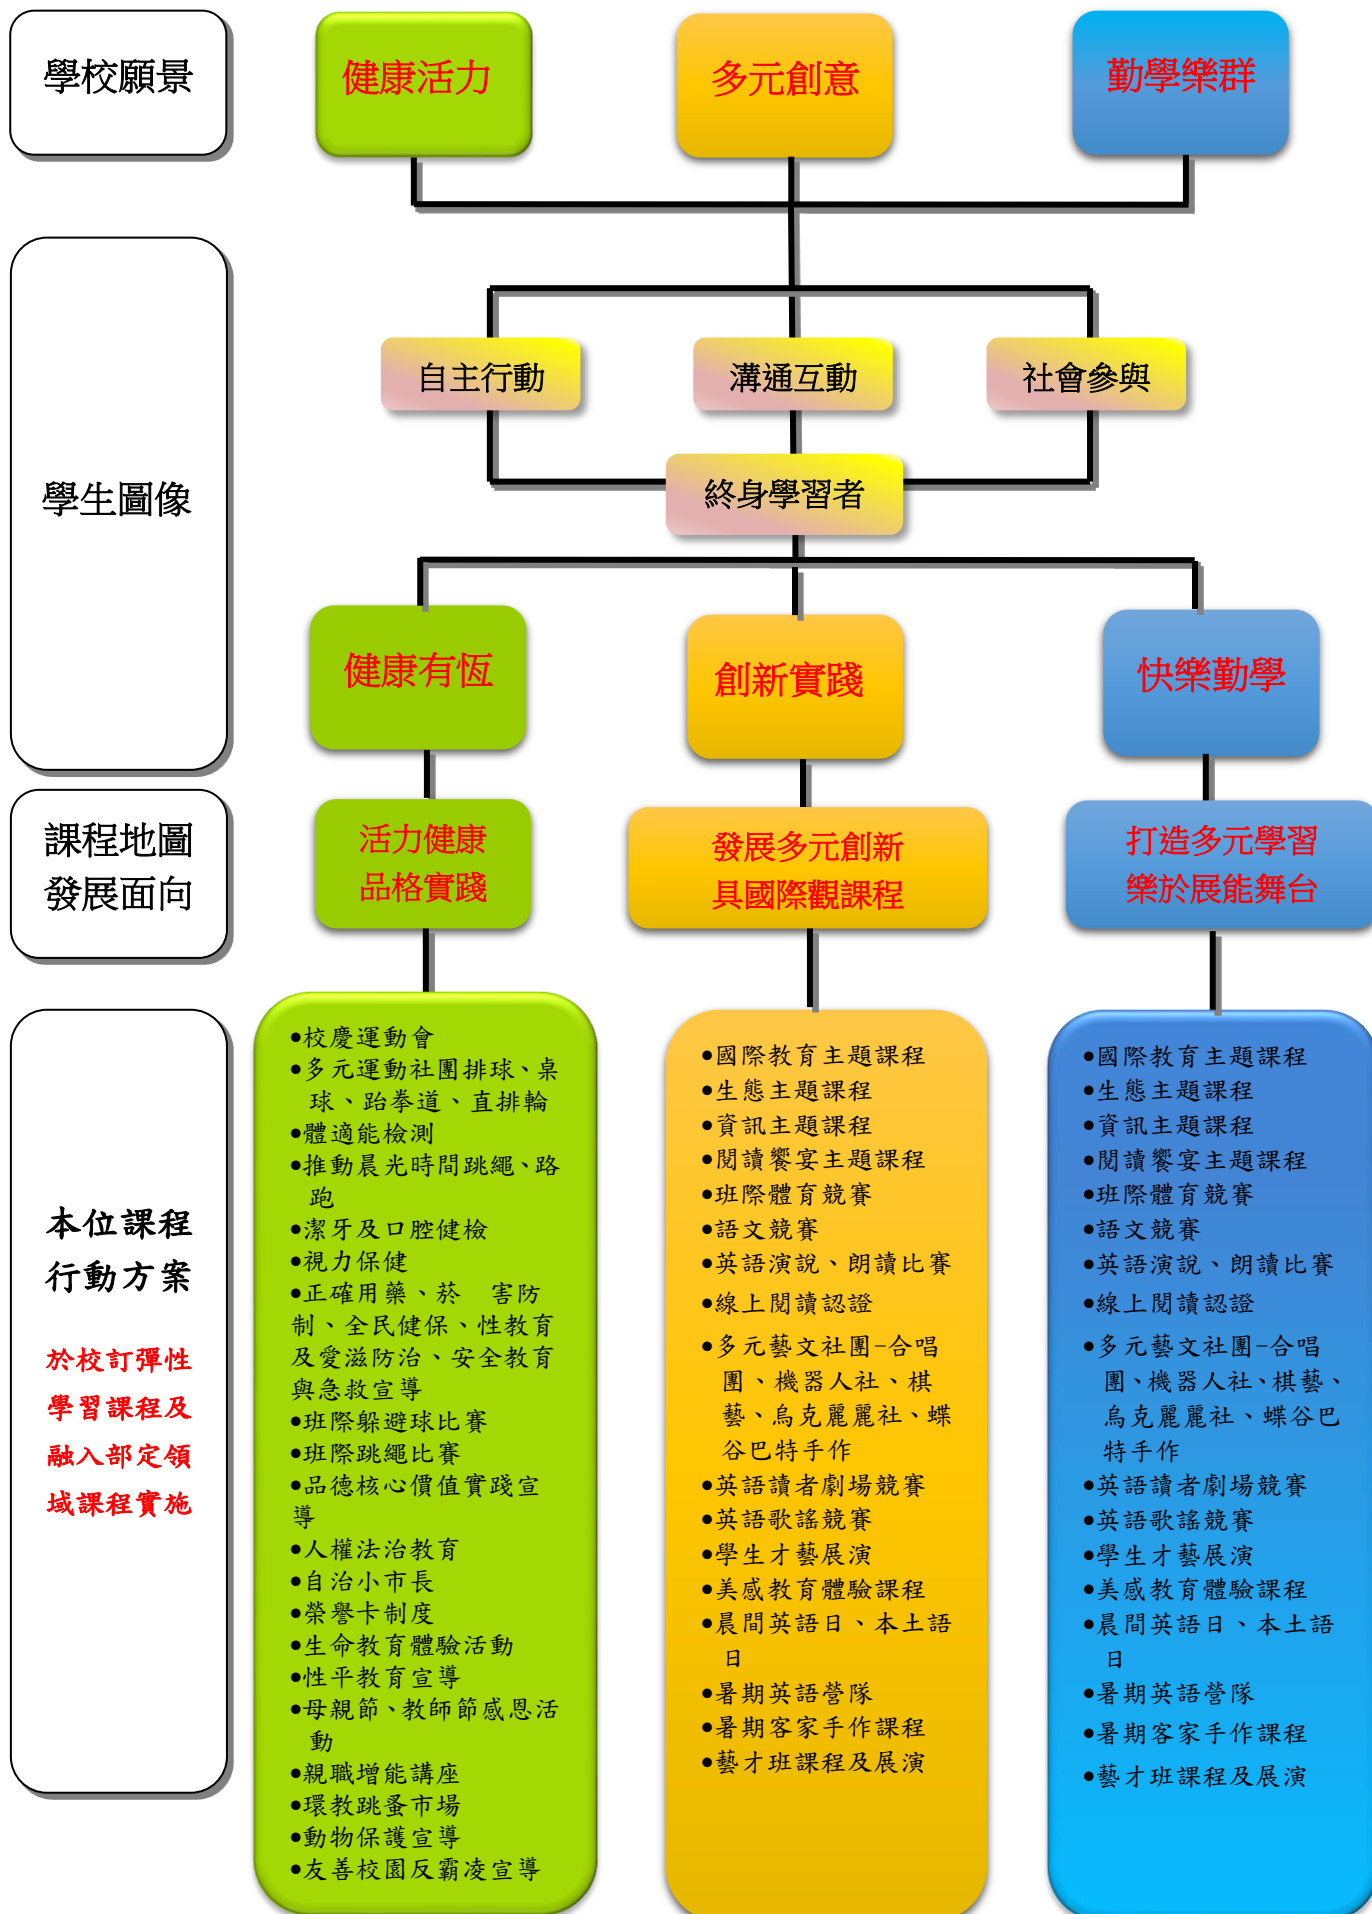 學校願景
健康活力
多元創意
勤學樂群
學生圖像
自主行動
溝通互動
社會參與
終身學習者
健康有恆
創新實踐
快樂勤學
課程地圖
發展面向
活力健康
品格實踐
發展多元創新
具國際觀課程
打造多元學習
樂於展能舞台
本位課程
行動方案
於校訂彈性
學習課程及
融入部定領
域課程實施
•校慶運動會
•多元運動社團排球、桌
球、跆拳道、直排輪
•體適能檢測
•推動晨光時間跳繩、路
跑
•潔牙及口腔健檢
•視力保健
•正確用藥、菸 害防
制、全民健保、性教育
及愛滋防治、安全教育
與急救宣導
•班際躲避球比賽
•班際跳繩比賽
•品德核心價值實踐宣
導
•人權法治教育
•自治小市長
•榮譽卡制度
•生命教育體驗活動
•性平教育宣導
•母親節、教師節感恩活
動
•親職增能講座
•環教跳蚤市場
•動物保護宣導
•友善校園反霸凌宣導
•國際教育主題課程
•生態主題課程
•資訊主題課程
•閱讀饗宴主題課程
•班際體育競賽
•語文競賽
•英語演說、朗讀比賽
•線上閱讀認證
•多元藝文社團-合唱
團、機器人社、棋
藝、烏克麗麗社、蝶
谷巴特手作
•英語讀者劇場競賽
•英語歌謠競賽
•學生才藝展演
•美感教育體驗課程
•晨間英語日、本土語
日
•暑期英語營隊
•暑期客家手作課程
•藝才班課程及展演
•國際教育主題課程
•生態主題課程
•資訊主題課程
•閱讀饗宴主題課程
•班際體育競賽
•語文競賽
•英語演說、朗讀比賽
•線上閱讀認證
•多元藝文社團-合唱
團、機器人社、棋藝、
烏克麗麗社、蝶谷巴
特手作
•英語讀者劇場競賽
•英語歌謠競賽
•學生才藝展演
•美感教育體驗課程
•晨間英語日、本土語
日
•暑期英語營隊
•暑期客家手作課程
•藝才班課程及展演